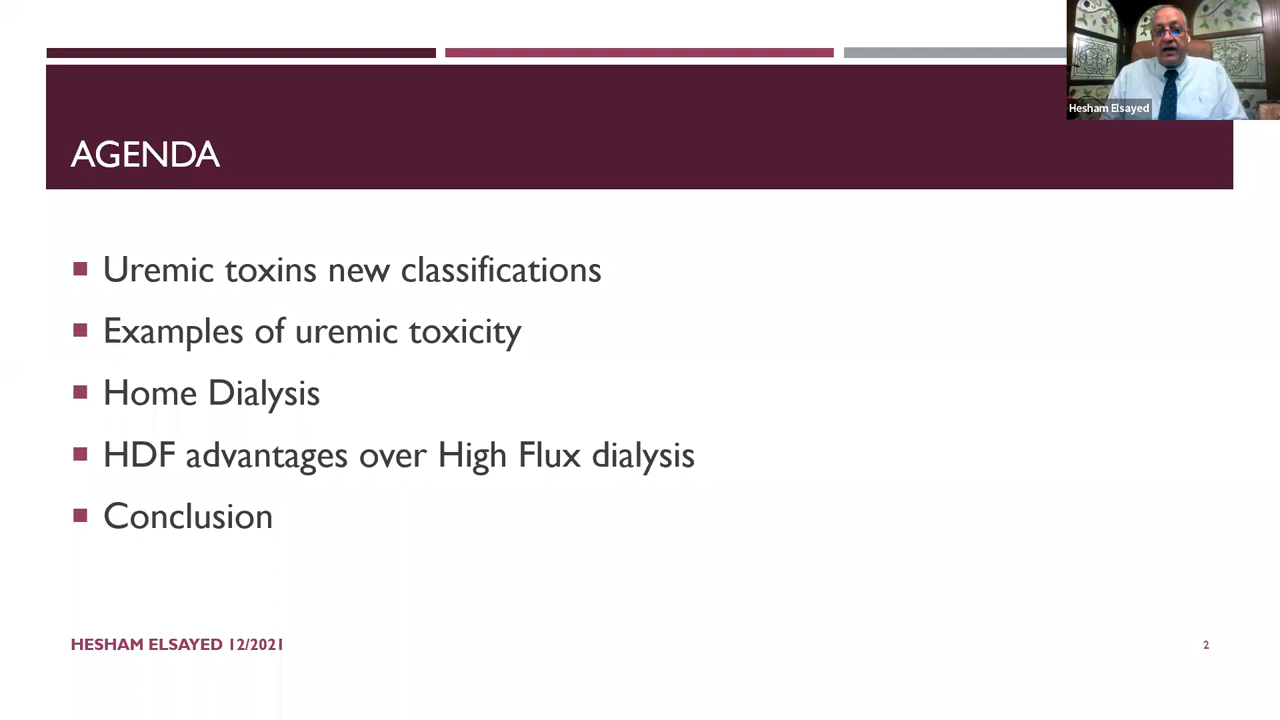 Hesham Elsayed
AGENDA
Uremic toxins new classifications
Examples of uremic toxicity
Home Dialysis
HDF advantages over High Flux dialysis
Conclusion
HESHAM ELSAYED 12/2021
2